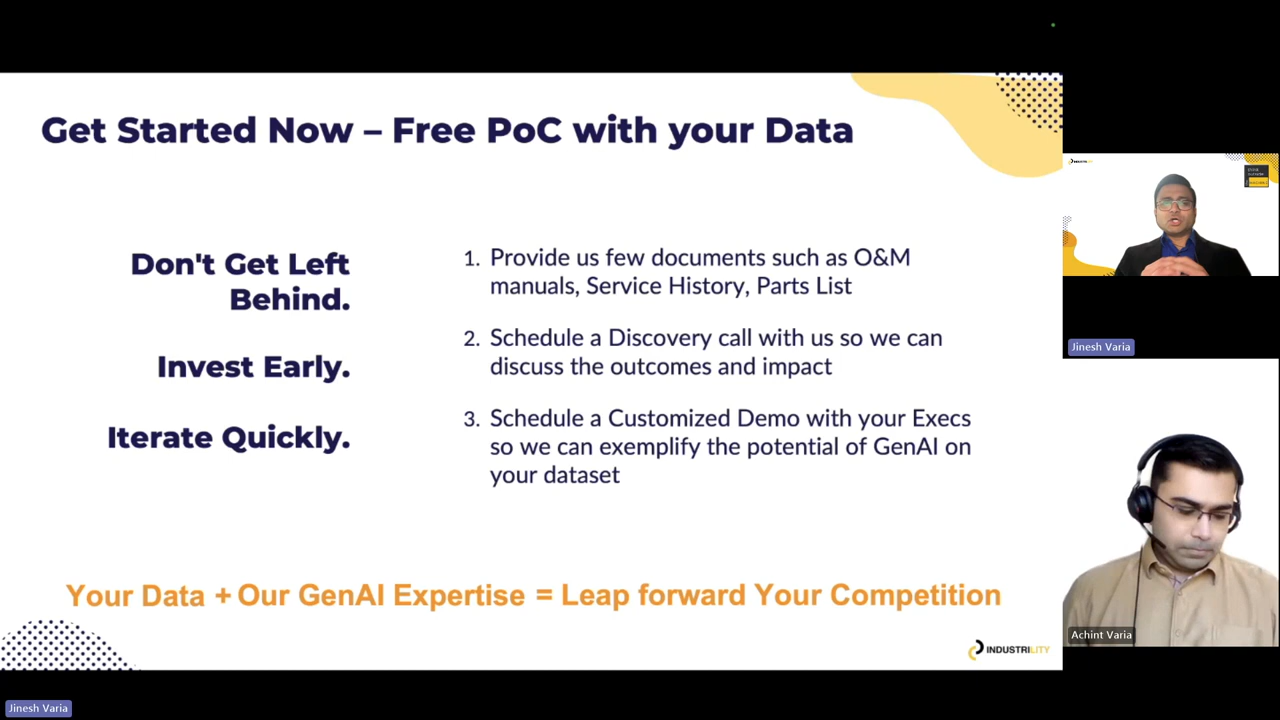 Get Started Now – Free PoC with your Data
Don't Get Left
Behind.
Invest Early.
Iterate Quickly.
1. Provide us few documents such as O&M
manuals, Service History, Parts List
2. Schedule a Discovery call with us so we can
discuss the outcomes and impact
3. Schedule a Customized Demo with your Execs
so we can exemplify the potential of GenAI on
your dataset
Your Data + Our GenAI Expertise = Leap forward Your Competition
INDUSTRILITY
Jinesh Varia
Jinesh Varia
Achint Varia